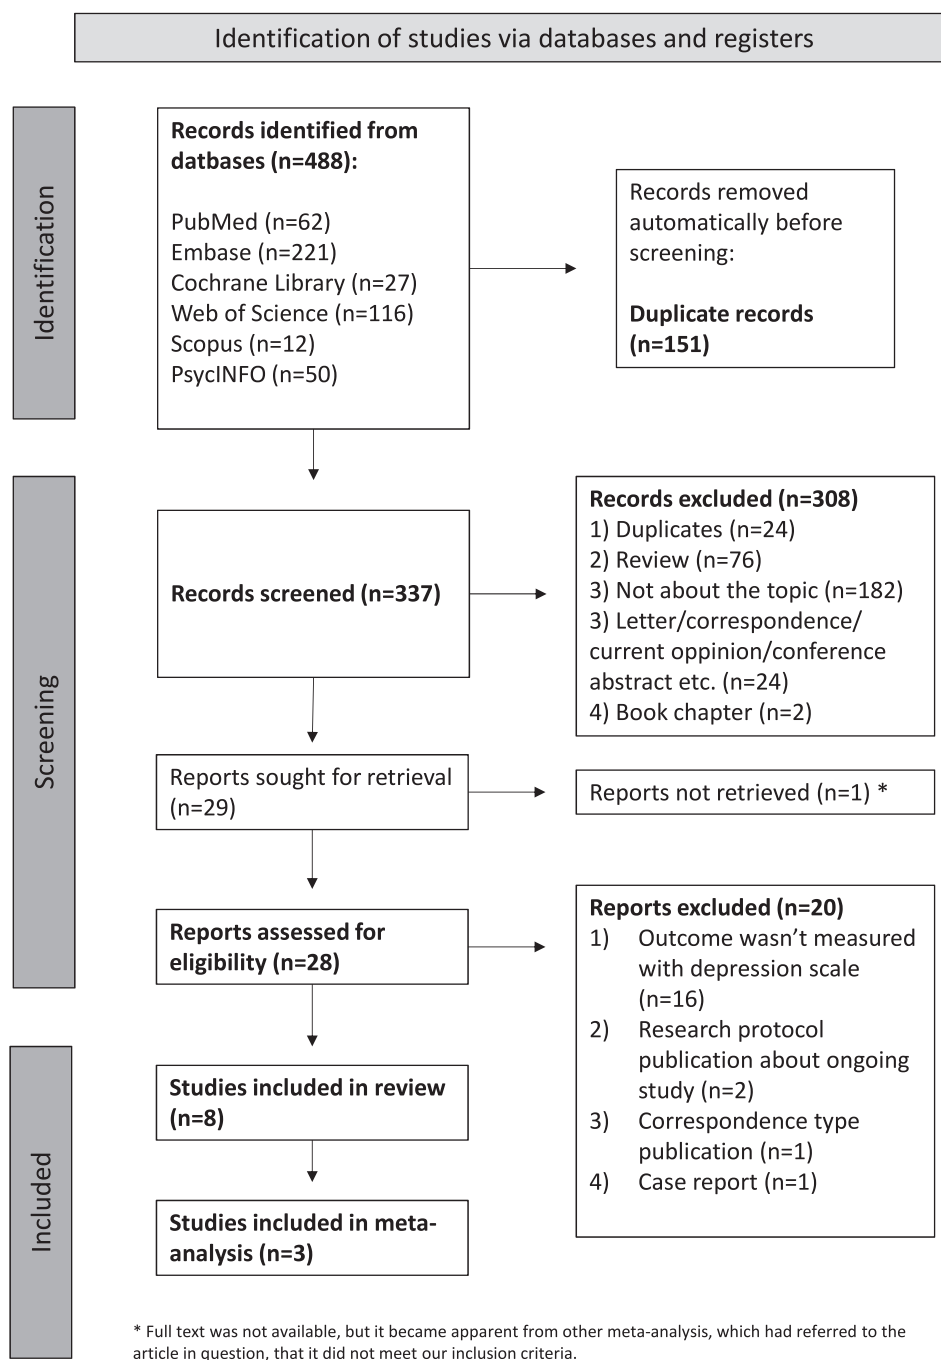 Identification of studies via databases and registers
Identification
Records identified from
datbases (n=488):
PubMed (n=62)
Embase (n=221)
Cochrane Library (n=27)
Web of Science (n=116)
Scopus (n=12)
PsycINFO (n=50)
Records removed
automatically before
screening:
Duplicate records
(n=151)
Screening
Records screened (n=337)
Records excluded (n=308)
1) Duplicates (n=24)
2) Review (n=76)
3) Not about the topic (n=182)
3) Letter/correspondence/
current oppinion/conference
abstract etc. (n=24)
4) Book chapter (n=2)
Reports sought for retrieval
(n=29)
Reports not retrieved (n=1) *
Reports assessed for
eligibility (n=28)
Reports excluded (n=20)
1) Outcome wasn't measured
with depression scale
(n=16)
2) Research protocol
publication about ongoing
study (n=2)
3) Correspondence type
publication (n=1)
4) Case report (n=1)
Included
Studies included in review
(n=8)
Studies included in meta-
analysis (n=3)
* Full text was not available, but it became apparent from other meta-analysis, which had referred to the
article in question, that it did not meet our inclusion criteria.